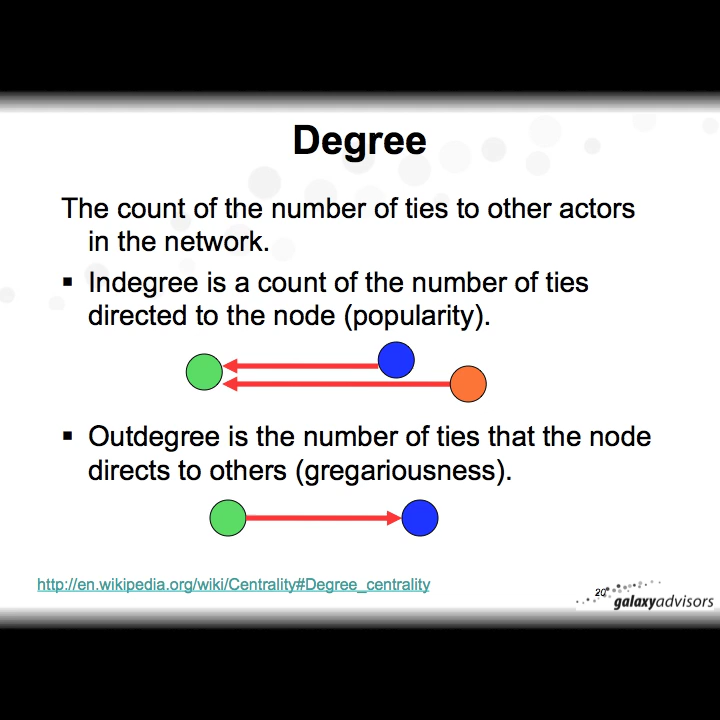 Degree
The count of the number of ties to other actors
in the network.
▪ Indegree is a count of the number of ties
directed to the node (popularity).
▪ Outdegree is the number of ties that the node
directs to others (gregariousness).
http://en.wikipedia.org/wiki/Centrality#Degree_centrality
20
galaxyadvisors